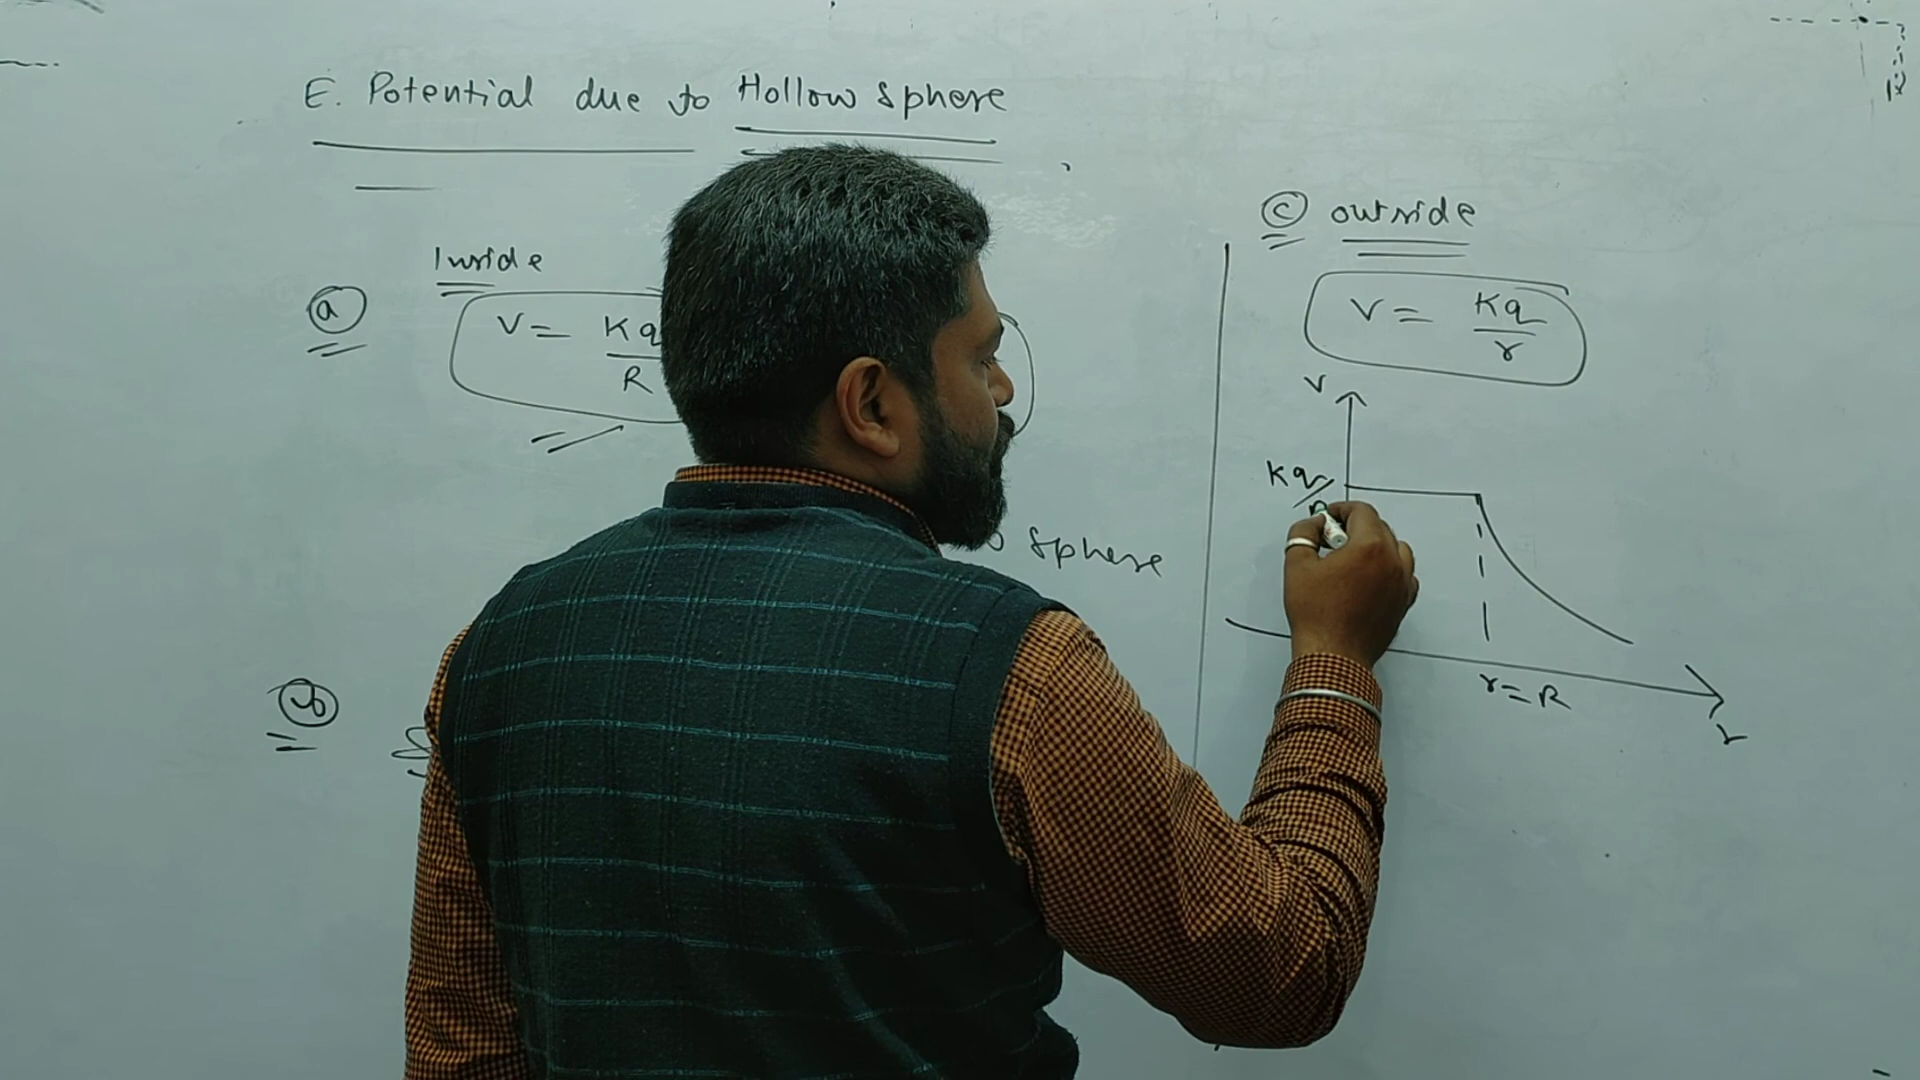 E. Potential due to Hollow Sphere
a Inside
V = Kq
R
Sphere
b
c outside
V = Kq
r
V
Kq/R
r = R
r